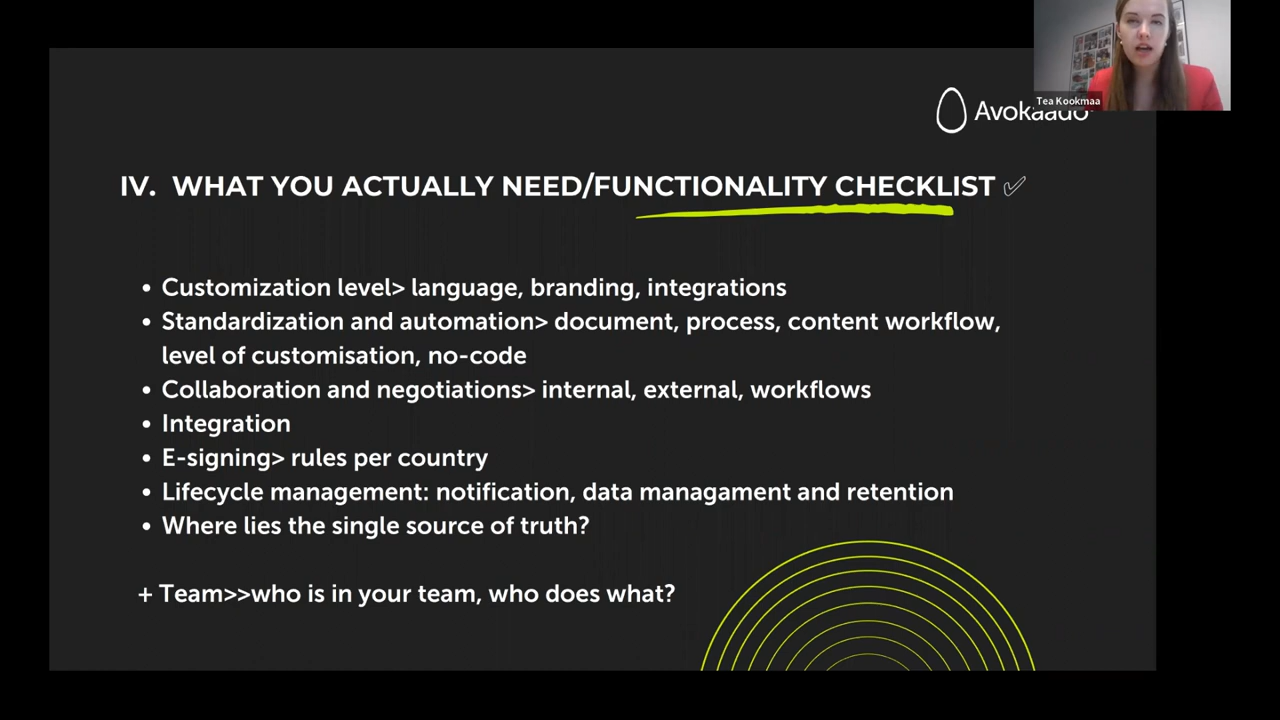 Tea Kookmaa
Avokaado
IV. WHAT YOU ACTUALLY NEED/FUNCTIONALITY CHECKLIST ✅
• Customization level> language, branding, integrations
• Standardization and automation> document, process, content workflow,
level of customisation, no-code
• Collaboration and negotiations> internal, external, workflows
• Integration
• E-signing> rules per country
• Lifecycle management: notification, data managament and retention
• Where lies the single source of truth?
+ Team>>who is in your team, who does what?